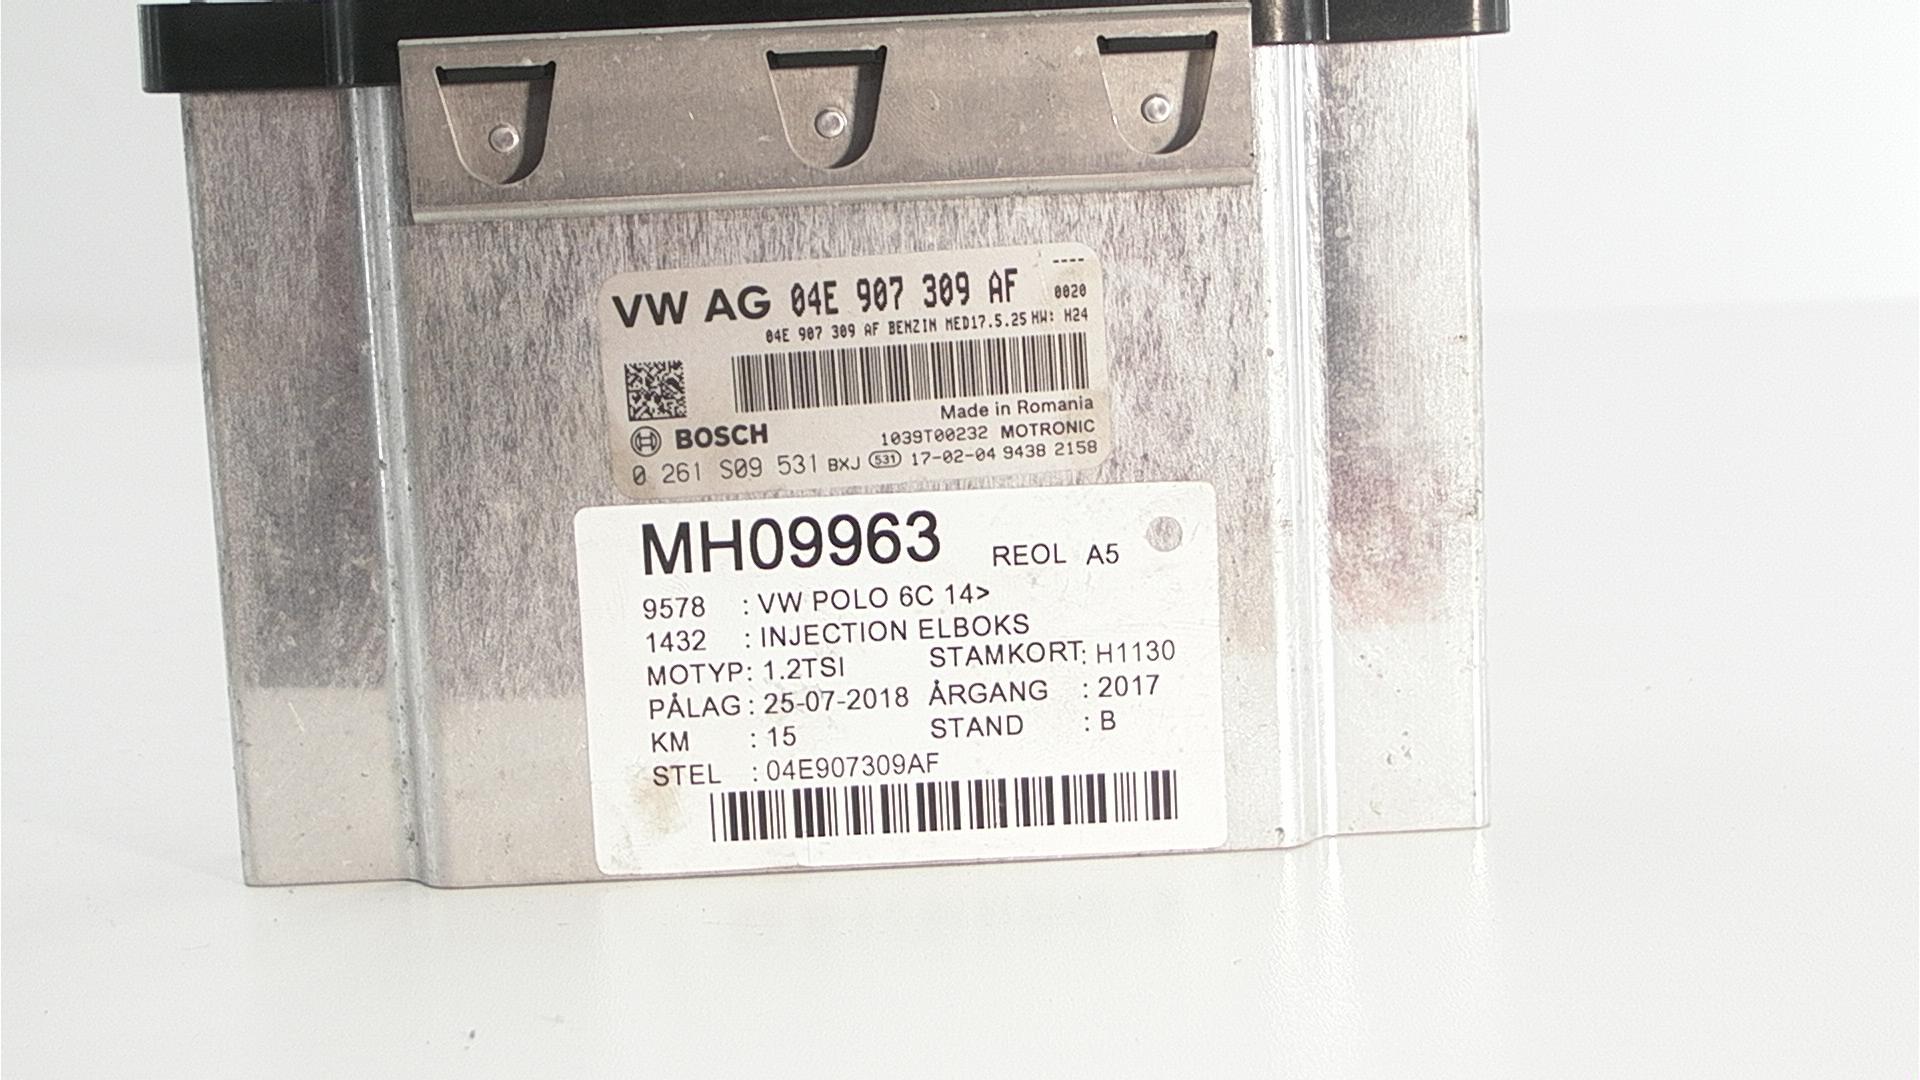 ----
VW AG 04E 907 309 AF 0020
04E 907 309 AF BENZIN MED17.5.25 HW: H24
Made in Romania
BOSCH 1039T00232 MOTRONIC
0 261 S09 531 BXJ 531 17-02-04 9438 2158
MH09963 REOL A5
9578 : VW POLO 6C 14>
1432 : INJECTION ELBOKS
MOTYP: 1.2TSI STAMKORT: H1130
PÅLAG : 25-07-2018 ÅRGANG : 2017
KM : 15 STAND : B
STEL : 04E907309AF